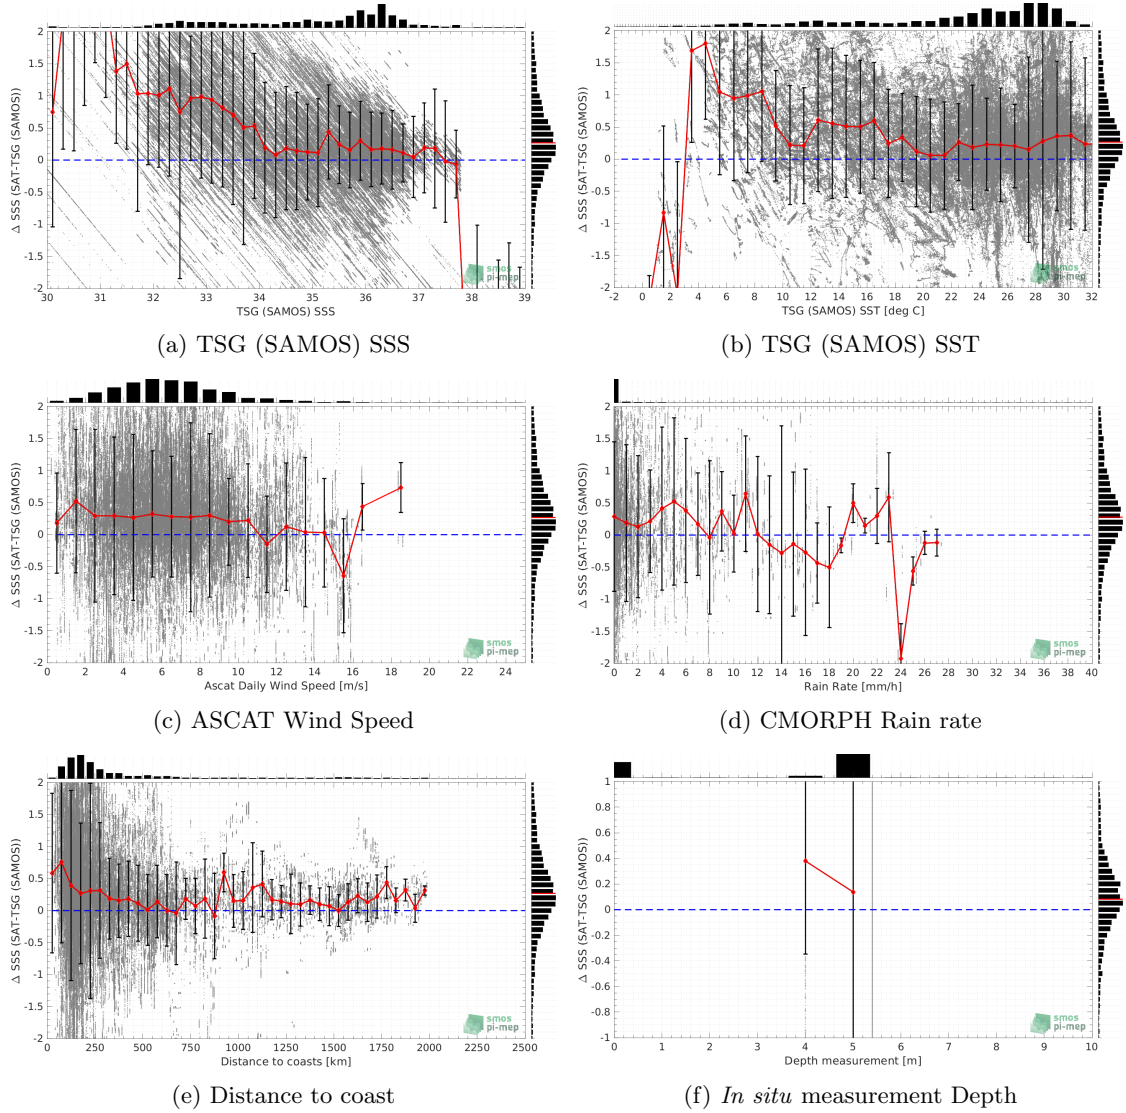 2
1.5
1
0.5
0
-0.5
-1
-1.5
-2
Δ SSS (SAT-TSG (SAMOS))
30 31 32 33 34 35 36 37 38 39
TSG (SAMOS) SSS
smos
pi-mep
(a) TSG (SAMOS) SSS
2
1.5
1
0.5
0
-0.5
-1
-1.5
-2
Δ SSS (SAT-TSG (SAMOS))
-2 0 2 4 6 8 10 12 14 16 18 20 22 24 26 28 30 32
TSG (SAMOS) SST [deg C]
smos
pi-mep
(b) TSG (SAMOS) SST
2
1.5
1
0.5
0
-0.5
-1
-1.5
-2
Δ SSS (SAT-TSG (SAMOS))
0 2 4 6 8 10 12 14 16 18 20 22 24
Ascat Daily Wind Speed [m/s]
smos
pi-mep
(c) ASCAT Wind Speed
2
1.5
1
0.5
0
-0.5
-1
-1.5
-2
Δ SSS (SAT-TSG (SAMOS))
0 2 4 6 8 10 12 14 16 18 20 22 24 26 28 30 32 34 36 38 40
Rain Rate [mm/h]
smos
pi-mep
(d) CMORPH Rain rate
2
1.5
1
0.5
0
-0.5
-1
-1.5
-2
Δ SSS (SAT-TSG (SAMOS))
0 250 500 750 1000 1250 1500 1750 2000 2250 2500
Distance to coasts [km]
smos
pi-mep
(e) Distance to coast
1
0.8
0.6
0.4
0.2
0
-0.2
-0.4
-0.6
-0.8
-1
Δ SSS (SAT-TSG (SAMOS))
0 1 2 3 4 5 6 7 8 9 10
Depth measurement [m]
smos
pi-mep
(f) In situ measurement Depth